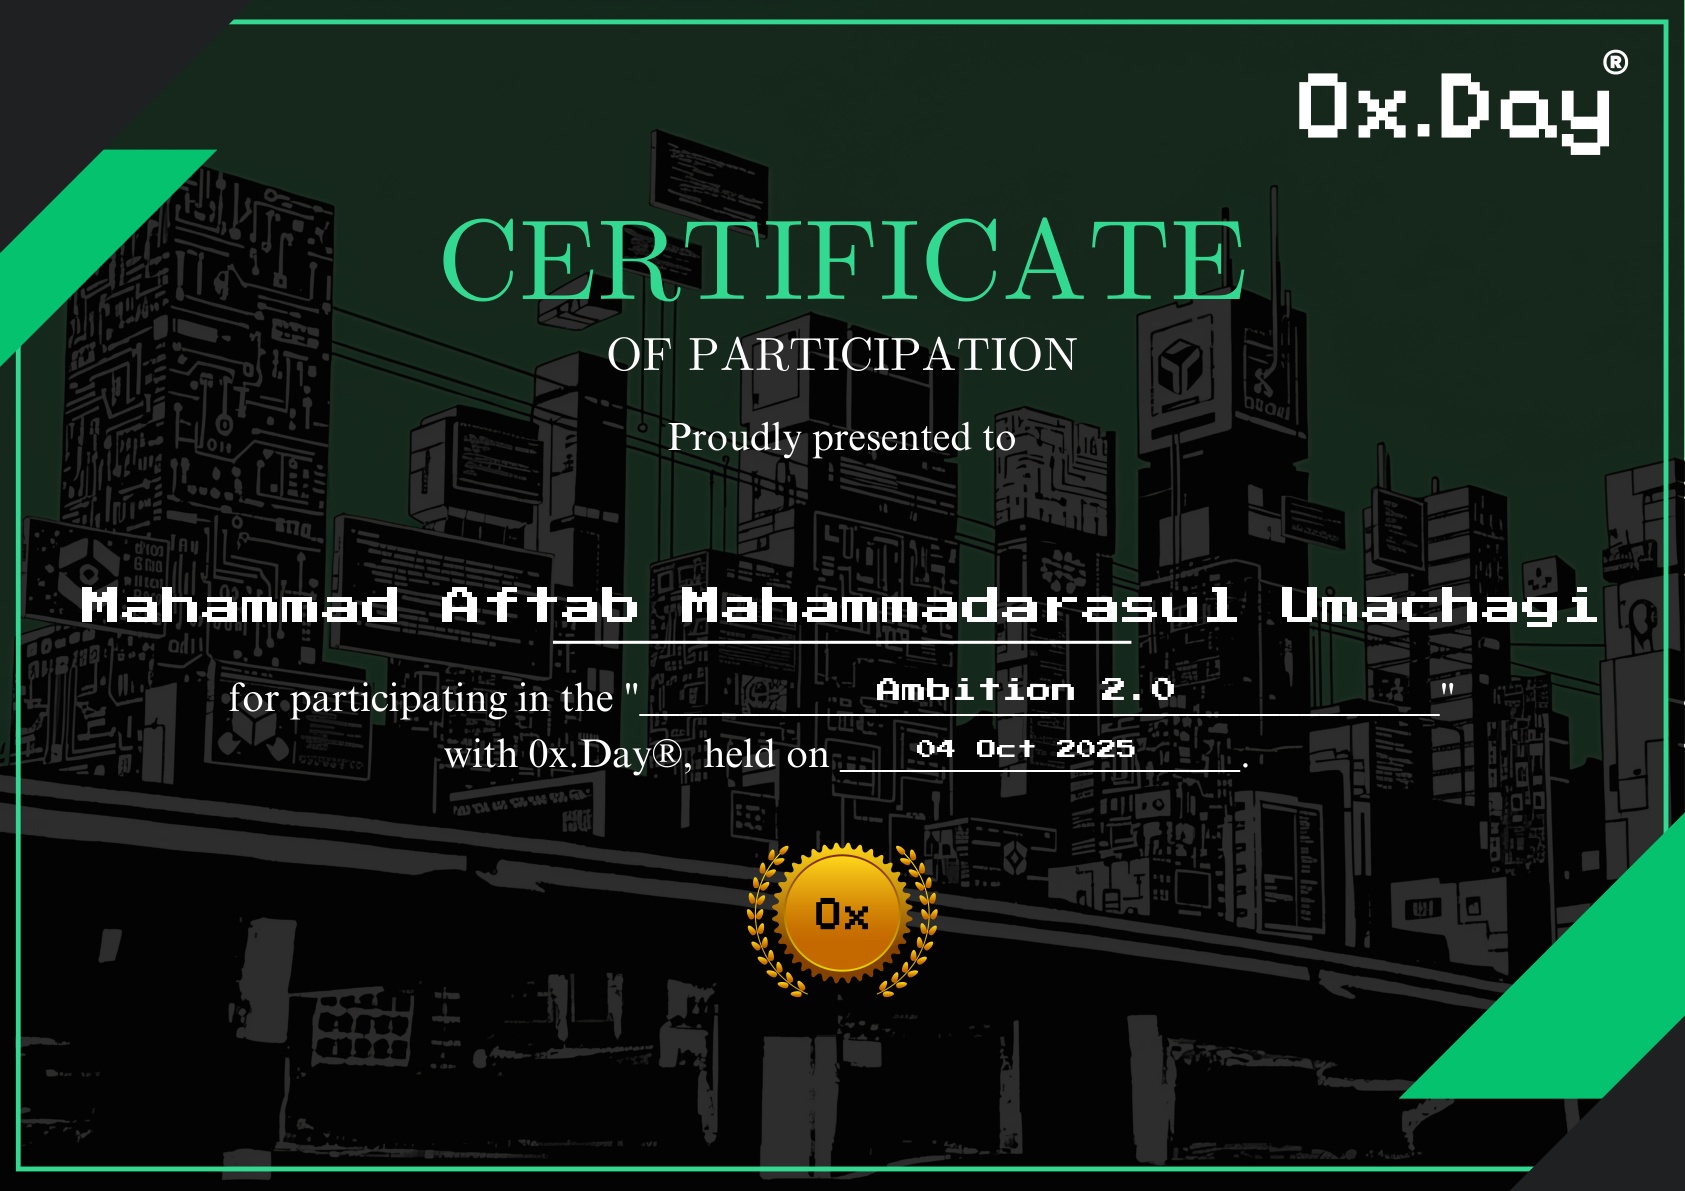 0x.Day®
CERTIFICATE
OF PARTICIPATION
Proudly presented to
Mahammad Aftab Mahammadarasul Umachagi
for participating in the "Ambition 2.0"
with 0x.Day®, held on 04 Oct 2025.
0x